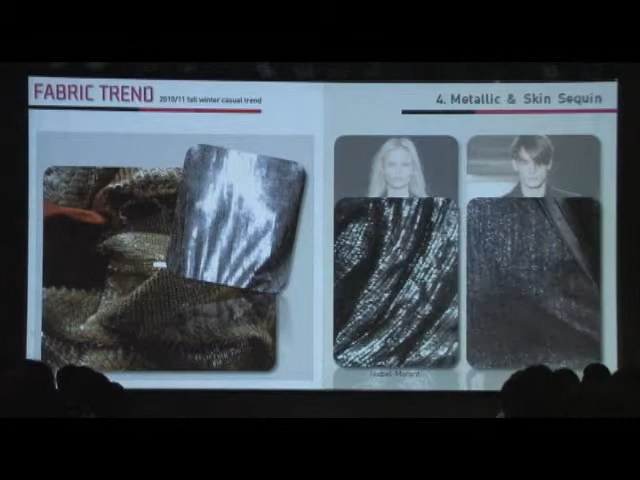 FABRIC TREND 2010/11 fall winter casual trend
4. Metallic & Skin Sequin
Isabel Marant